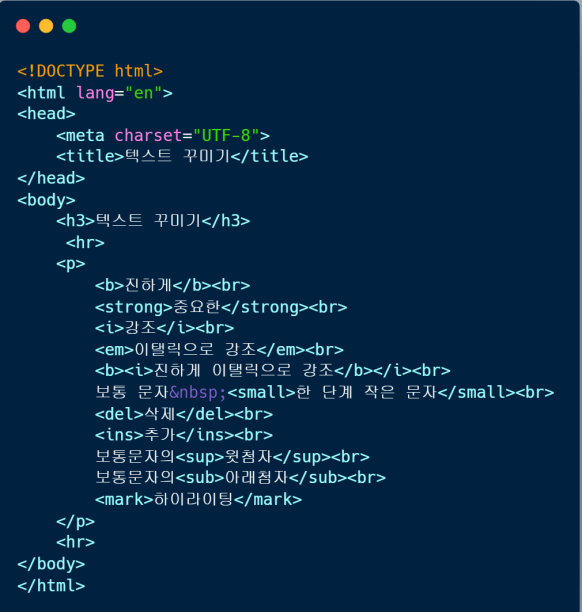 <!DOCTYPE html>
<html lang="en">
<head>
    <meta charset="UTF-8">
    <title>텍스트 꾸미기</title>
</head>
<body>
    <h3>텍스트 꾸미기</h3>
     <hr>
    <p>
        <b>진하게</b><br>
        <strong>중요한</strong><br>
        <i>강조</i><br>
        <em>이탤릭으로 강조</em><br>
        <b><i>진하게 이탤릭으로 강조</b></i><br>
        보통 문자&nbsp;<small>한 단계 작은 문자</small><br>
        <del>삭제</del><br>
        <ins>추가</ins><br>
        보통문자의<sup>윗첨자</sup><br>
        보통문자의<sub>아래첨자</sub><br>
        <mark>하이라이팅</mark>
    </p>
    <hr>
</body>
</html>